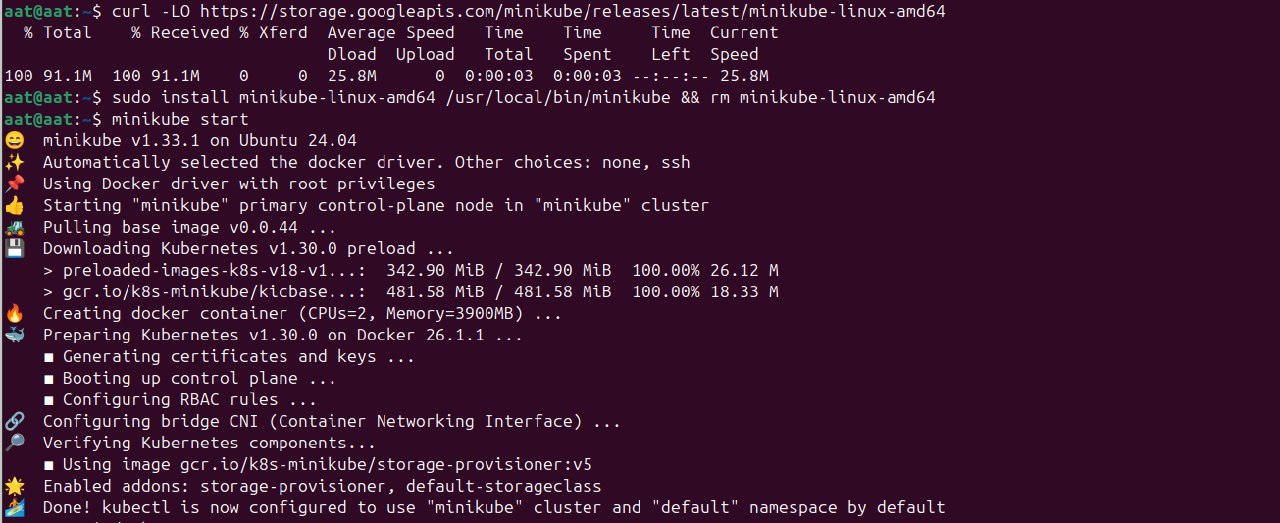 aat@aat:~$ curl -LO https://storage.googleapis.com/minikube/releases/latest/minikube-linux-amd64
  % Total    % Received % Xferd  Average Speed   Time    Time     Time  Current
                                 Dload  Upload   Total   Spent    Left  Speed
100 91.1M  100 91.1M    0     0  25.8M      0  0:00:03  0:00:03 --:--:-- 25.8M
aat@aat:~$ sudo install minikube-linux-amd64 /usr/local/bin/minikube && rm minikube-linux-amd64
aat@aat:~$ minikube start
😄  minikube v1.33.1 on Ubuntu 24.04
✨  Automatically selected the docker driver. Other choices: none, ssh
📌  Using Docker driver with root privileges
👍  Starting "minikube" primary control-plane node in "minikube" cluster
🚜  Pulling base image v0.0.44 ...
💾  Downloading Kubernetes v1.30.0 preload ...
    > preloaded-images-k8s-v18-v1...:  342.90 MiB / 342.90 MiB  100.00% 26.12 M
    > gcr.io/k8s-minikube/kicbase...:  481.58 MiB / 481.58 MiB  100.00% 18.33 M
🔥  Creating docker container (CPUs=2, Memory=3900MB) ...
🐳  Preparing Kubernetes v1.30.0 on Docker 26.1.1 ...
    ▪ Generating certificates and keys ...
    ▪ Booting up control plane ...
    ▪ Configuring RBAC rules ...
🔗  Configuring bridge CNI (Container Networking Interface) ...
🔎  Verifying Kubernetes components...
    ▪ Using image gcr.io/k8s-minikube/storage-provisioner:v5
🌟  Enabled addons: storage-provisioner, default-storageclass
🏄  Done! kubectl is now configured to use "minikube" cluster and "default" namespace by default